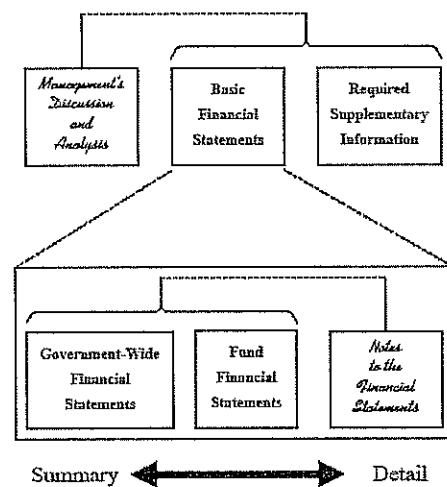 Management's
Discussion
and
Analysis
Basic
Financial
Statements
Required
Supplementary
Information
Government-Wide
Financial
Statements
Fund
Financial
Statements
Notes
to the
Financial
Statements
Summary
Detail